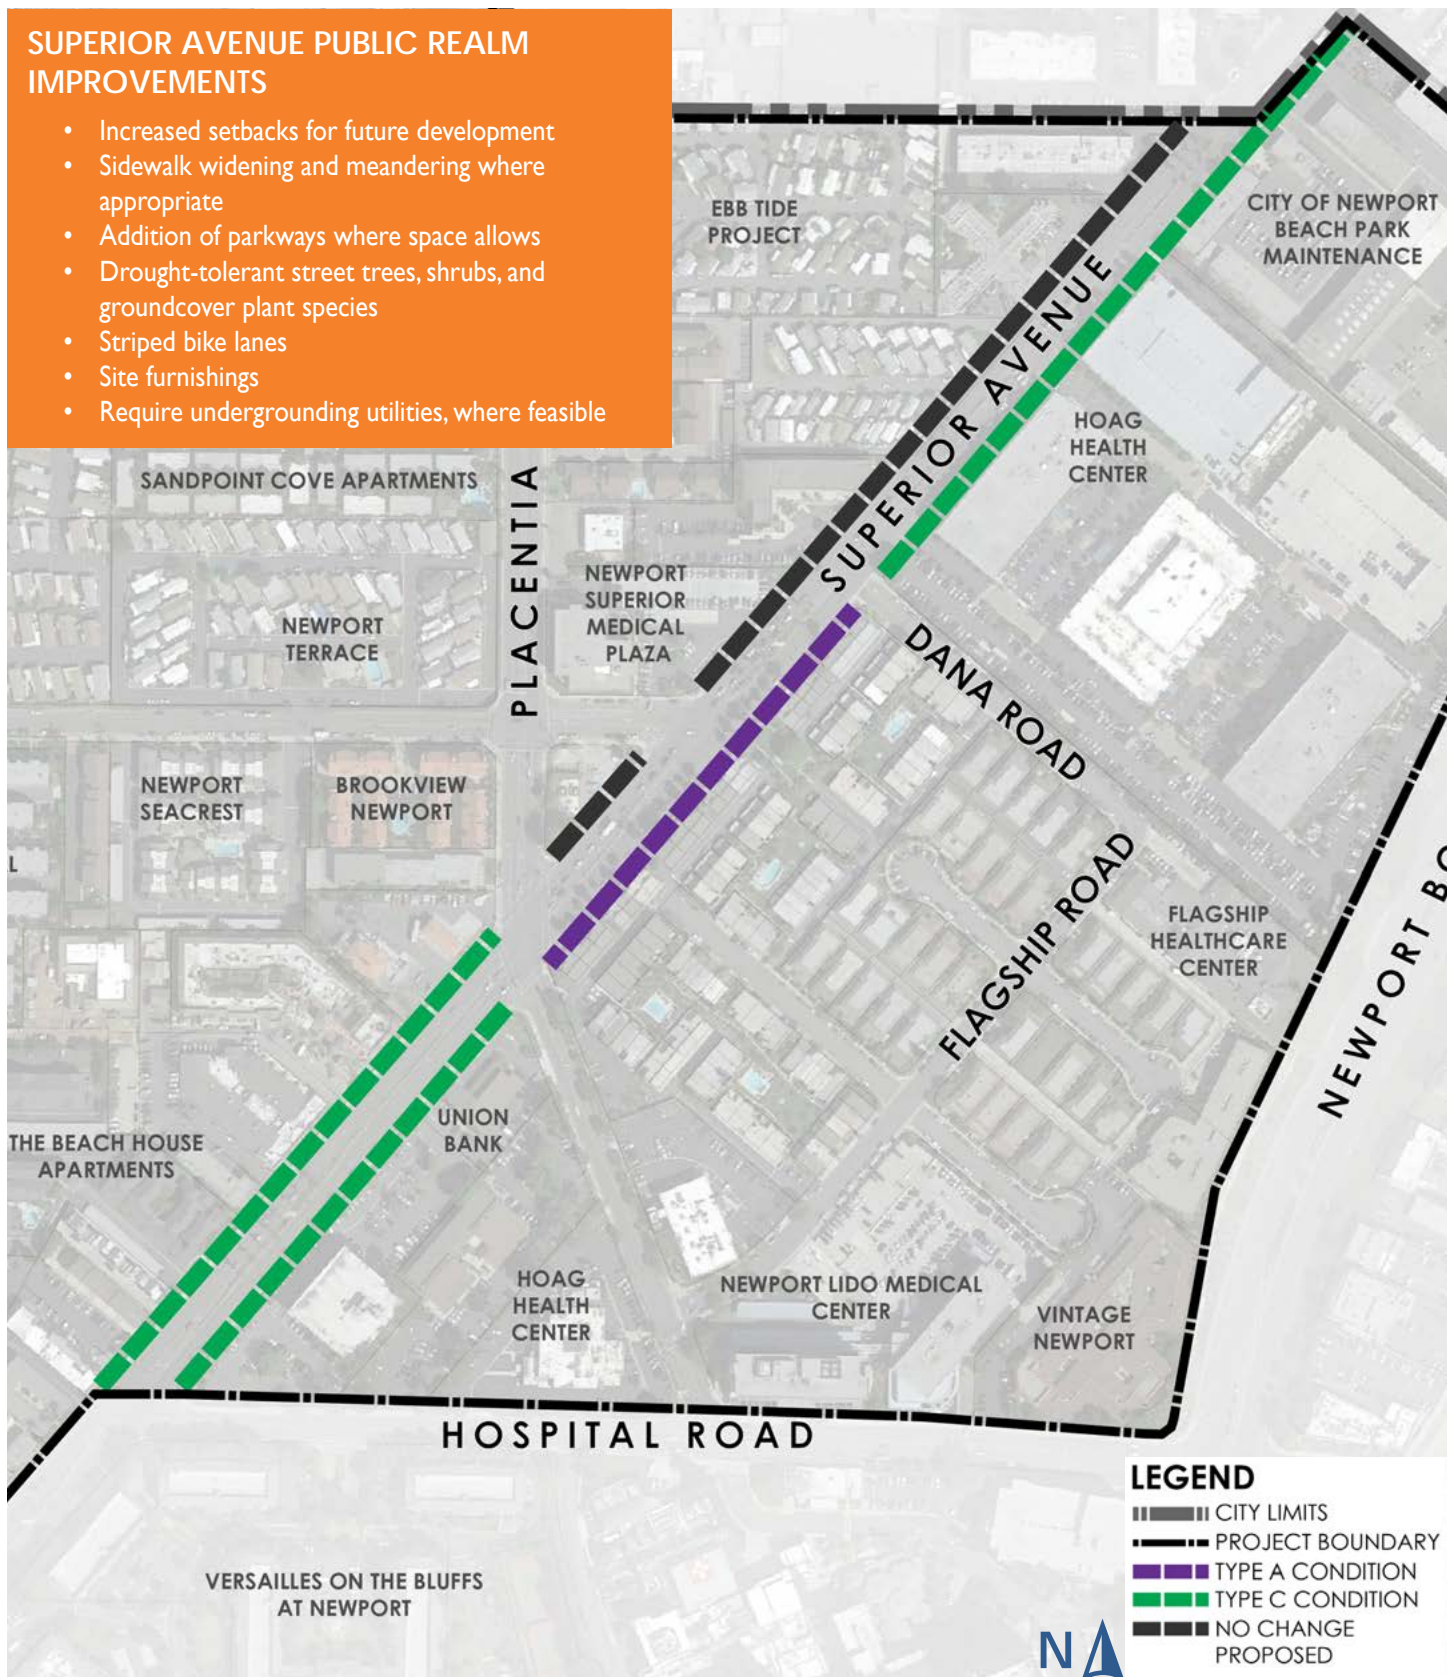 SUPERIOR AVENUE PUBLIC REALM
IMPROVEMENTS
• Increased setbacks for future development
• Sidewalk widening and meandering where
appropriate
• Addition of parkways where space allows
• Drought-tolerant street trees, shrubs, and
groundcover plant species
• Striped bike lanes
• Site furnishings
• Require undergrounding utilities, where feasible
EBB TIDE
PROJECT
CITY OF NEWPORT
BEACH PARK
MAINTENANCE
SUPERIOR AVENUE
HOAG
HEALTH
CENTER
SANDPOINT COVE APARTMENTS
PLACENTIA
NEWPORT
SUPERIOR
MEDICAL
PLAZA
NEWPORT
TERRACE
DANA ROAD
NEWPORT
SEACREST
BROOKVIEW
NEWPORT
L
FLAGSHIP ROAD
FLAGSHIP
HEALTHCARE
CENTER
NEWPORT BO
UNION
BANK
THE BEACH HOUSE
APARTMENTS
HOAG
HEALTH
CENTER
NEWPORT LIDO MEDICAL
CENTER
VINTAGE
NEWPORT
HOSPITAL ROAD
VERSAILLES ON THE BLUFFS
AT NEWPORT
N
LEGEND
CITY LIMITS
PROJECT BOUNDARY
TYPE A CONDITION
TYPE C CONDITION
NO CHANGE
PROPOSED